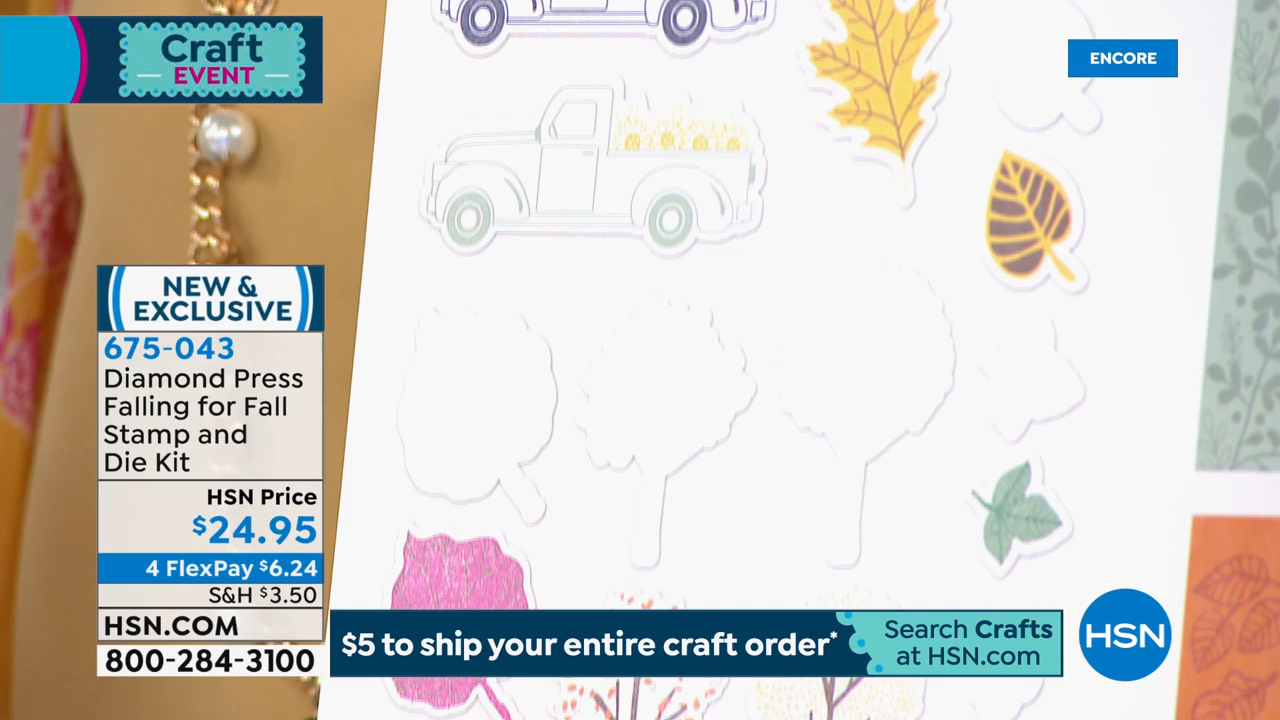 Craft
EVENT
ENCORE
NEW &
EXCLUSIVE
675-043
Diamond Press
Falling for Fall
Stamp and
Die Kit
HSN Price
$24.95
4 FlexPay $6.24
S&H $3.50
HSN.COM
800-284-3100
$5 to ship your entire craft order*
Search Crafts
at HSN.com
HSN